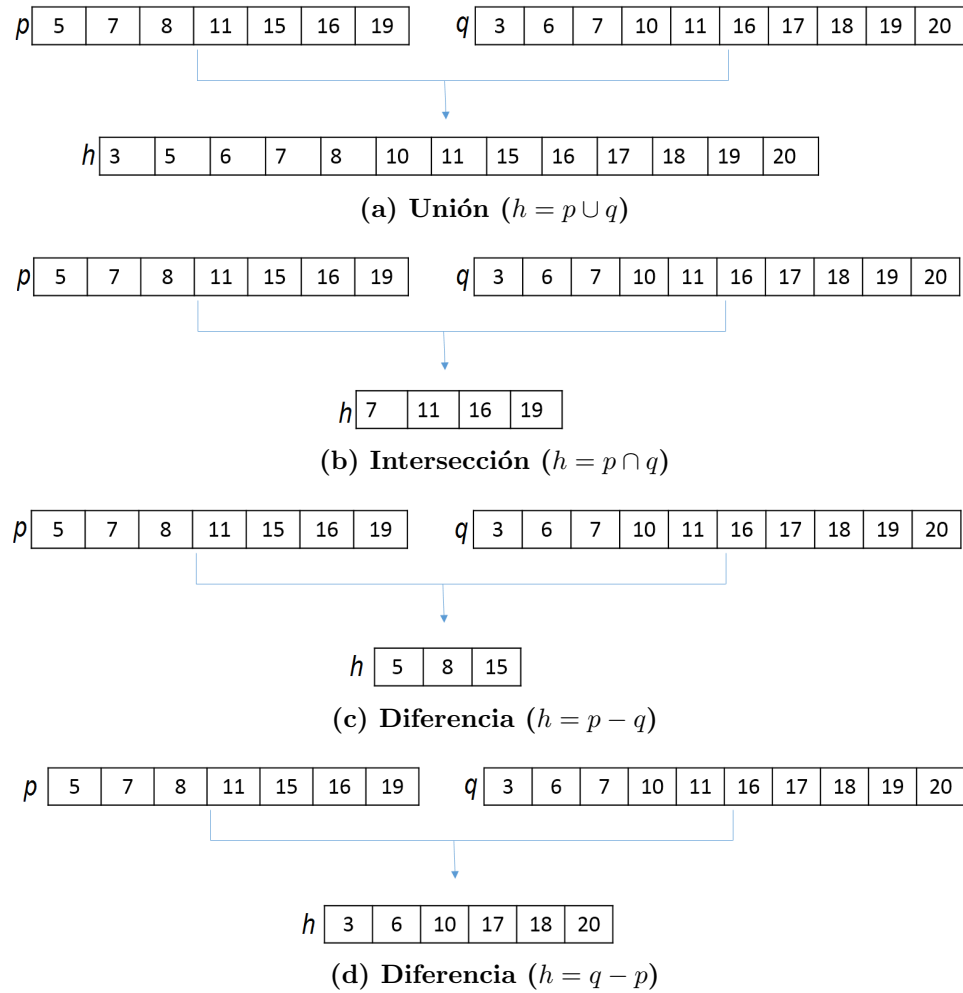 p 5 7 8 11 15 16 19 q 3 6 7 10 11 16 17 18 19 20
h 3 5 6 7 8 10 11 15 16 17 18 19 20
(a) Unión (h = p ∪ q)
p 5 7 8 11 15 16 19 q 3 6 7 10 11 16 17 18 19 20
h 7 11 16 19
(b) Intersección (h = p ∩ q)
p 5 7 8 11 15 16 19 q 3 6 7 10 11 16 17 18 19 20
h 5 8 15
(c) Diferencia (h = p − q)
p 5 7 8 11 15 16 19 q 3 6 7 10 11 16 17 18 19 20
h 3 6 10 17 18 20
(d) Diferencia (h = q − p)